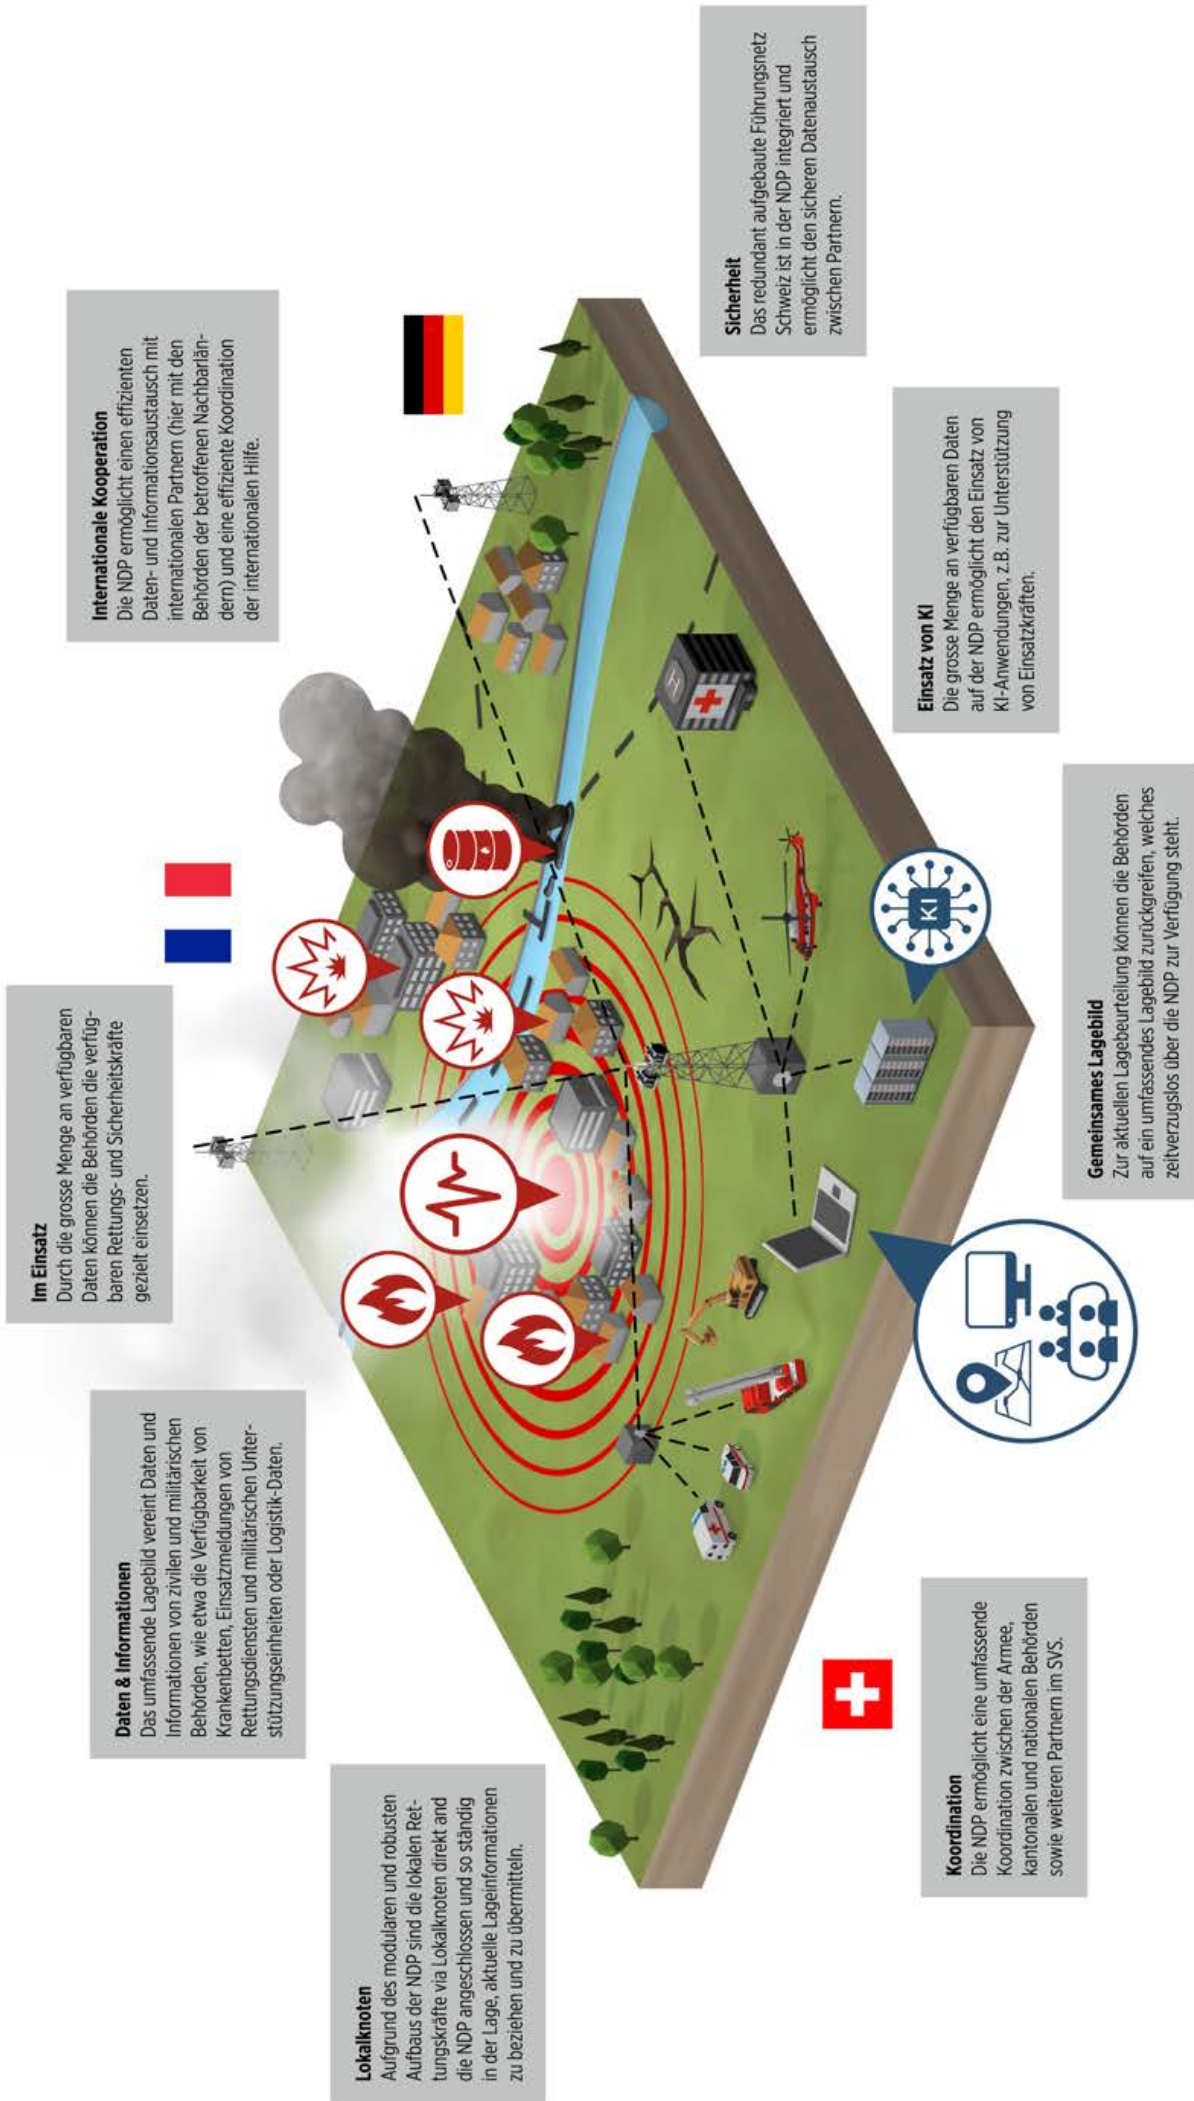 Lokalknoten
Aufgrund des modularen und robusten
Aufbaus der NDP sind die lokalen Ret-
tungskräfte via Lokalknoten direkt and
die NDP angeschlossen und so ständig
in der Lage, aktuelle Lageinformationen
zu beziehen und zu übermitteln.
Daten & Informationen
Das umfassende Lagebild vereint Daten und
Informationen von zivilen und militärischen
Behörden, wie etwa die Verfügbarkeit von
Krankenbetten, Einsatzmeldungen von
Rettungsdiensten und militärischen Unter-
stützungseinheiten oder Logistik-Daten.
Im Einsatz
Durch die grosse Menge an verfügbaren
Daten können die Behörden die verfüg-
baren Rettungs- und Sicherheitskräfte
gezielt einsetzen.
Internationale Kooperation
Die NDP ermöglicht einen effizienten
Daten- und Informationsaustausch mit
internationalen Partnern (hier mit den
Behörden der betroffenen Nachbarlän-
dern) und eine effiziente Koordination
der internationalen Hilfe.
H
KI
Koordination
Die NDP ermöglicht eine umfassende
Koordination zwischen der Armee,
kantonalen und nationalen Behörden
sowie weiteren Partnern im SVS.
Gemeinsames Lagebild
Zur aktuellen Lagebeurteilung können die Behörden
auf ein umfassendes Lagebild zurückgreifen, welches
zeitverzugslos über die NDP zur Verfügung steht.
Einsatz von KI
Die grosse Menge an verfügbaren Daten
auf der NDP ermöglicht den Einsatz von
KI-Anwendungen, z.B. zur Unterstützung
von Einsatzkräften.
Sicherheit
Das redundant aufgebaute Führungsnetz
Schweiz ist in der NDP integriert und
ermöglicht den sicheren Datenaustausch
zwischen Partnern.